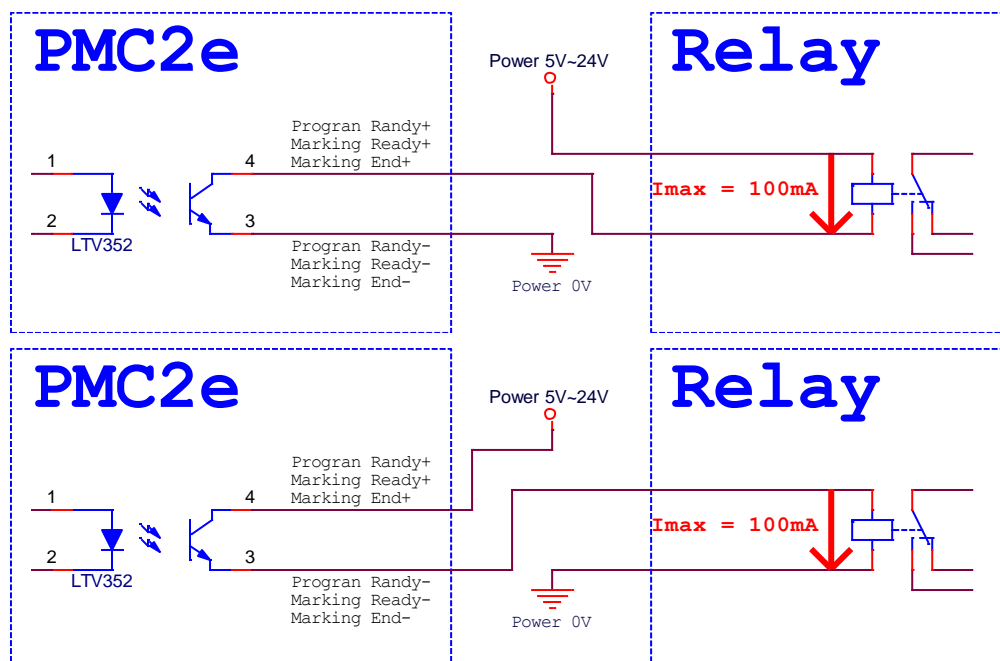 PMC2e
Relay
Power 5V~24V
Progran Randy+
Marking Ready+
Marking End+
1
4
Imax = 100mA
2
3
LTV352
Progran Randy-
Marking Ready-
Marking End-
Power 0V
PMC2e
Relay
Power 5V~24V
Progran Randy+
Marking Ready+
Marking End+
1
4
Imax = 100mA
2
3
LTV352
Progran Randy-
Marking Ready-
Marking End-
Power 0V